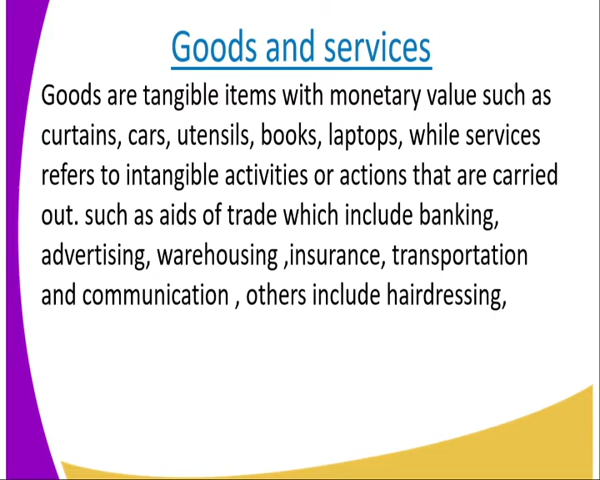 Goods and services
Goods are tangible items with monetary value such as
curtains, cars, utensils, books, laptops, while services
refers to intangible activities or actions that are carried
out. such as aids of trade which include banking,
advertising, warehousing ,insurance, transportation
and communication , others include hairdressing,